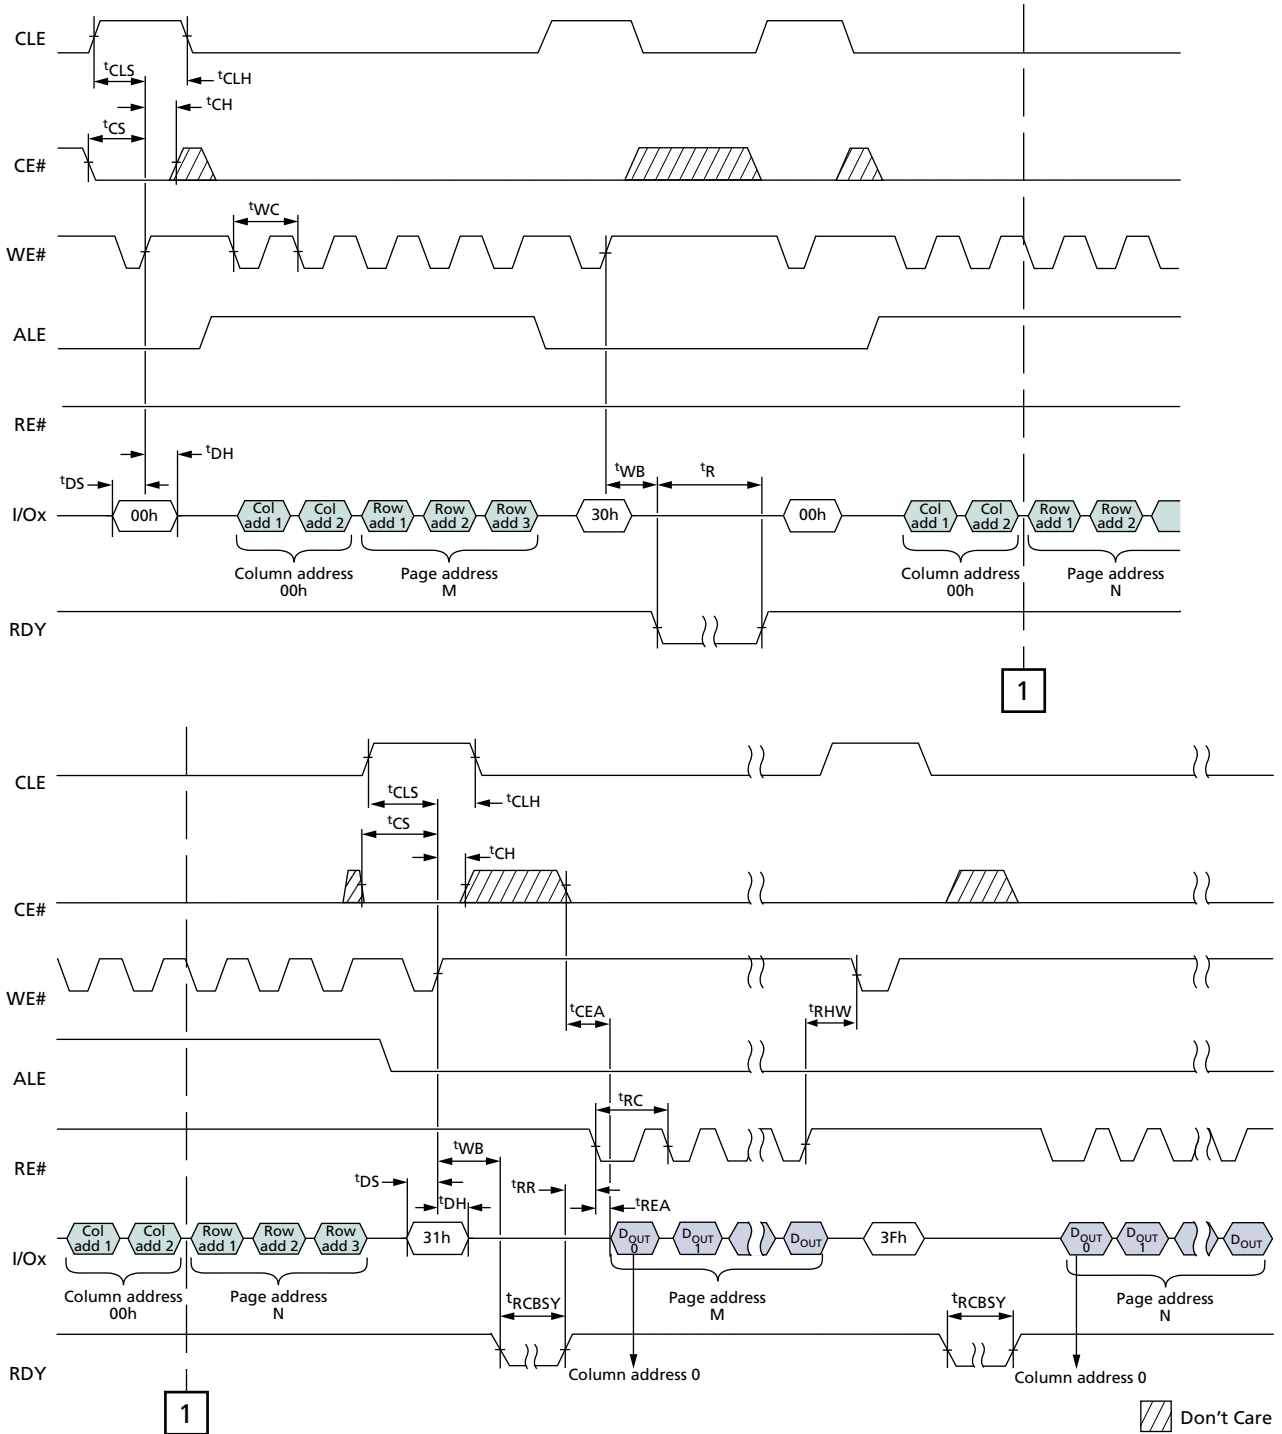 CLE
tCLS
tCLH
tCH
tCS
CE#
tWC
WE#
ALE
RE#
tDH
tDS
tWB
tR
I/Ox
00h
Col add 1
Col add 2
Row add 1
Row add 2
Row add 3
30h
00h
Col add 1
Col add 2
Row add 1
Row add 2
Column address
00h
Page address
M
Column address
00h
Page address
N
RDY
1
CLE
tCLS
tCLH
tCS
tCH
CE#
WE#
tCEA
tRHW
ALE
tRC
RE#
tWB
tDS
tDH
tRR
tREA
I/Ox
Col add 1
Col add 2
Row add 1
Row add 2
Row add 3
31h
DOUT 0
DOUT 1
DOUT
3Fh
DOUT 0
DOUT 1
DOUT
Column address
00h
Page address
N
tRCBSY
Page address
M
tRCBSY
Page address
N
RDY
Column address 0
Column address 0
1
Don't Care